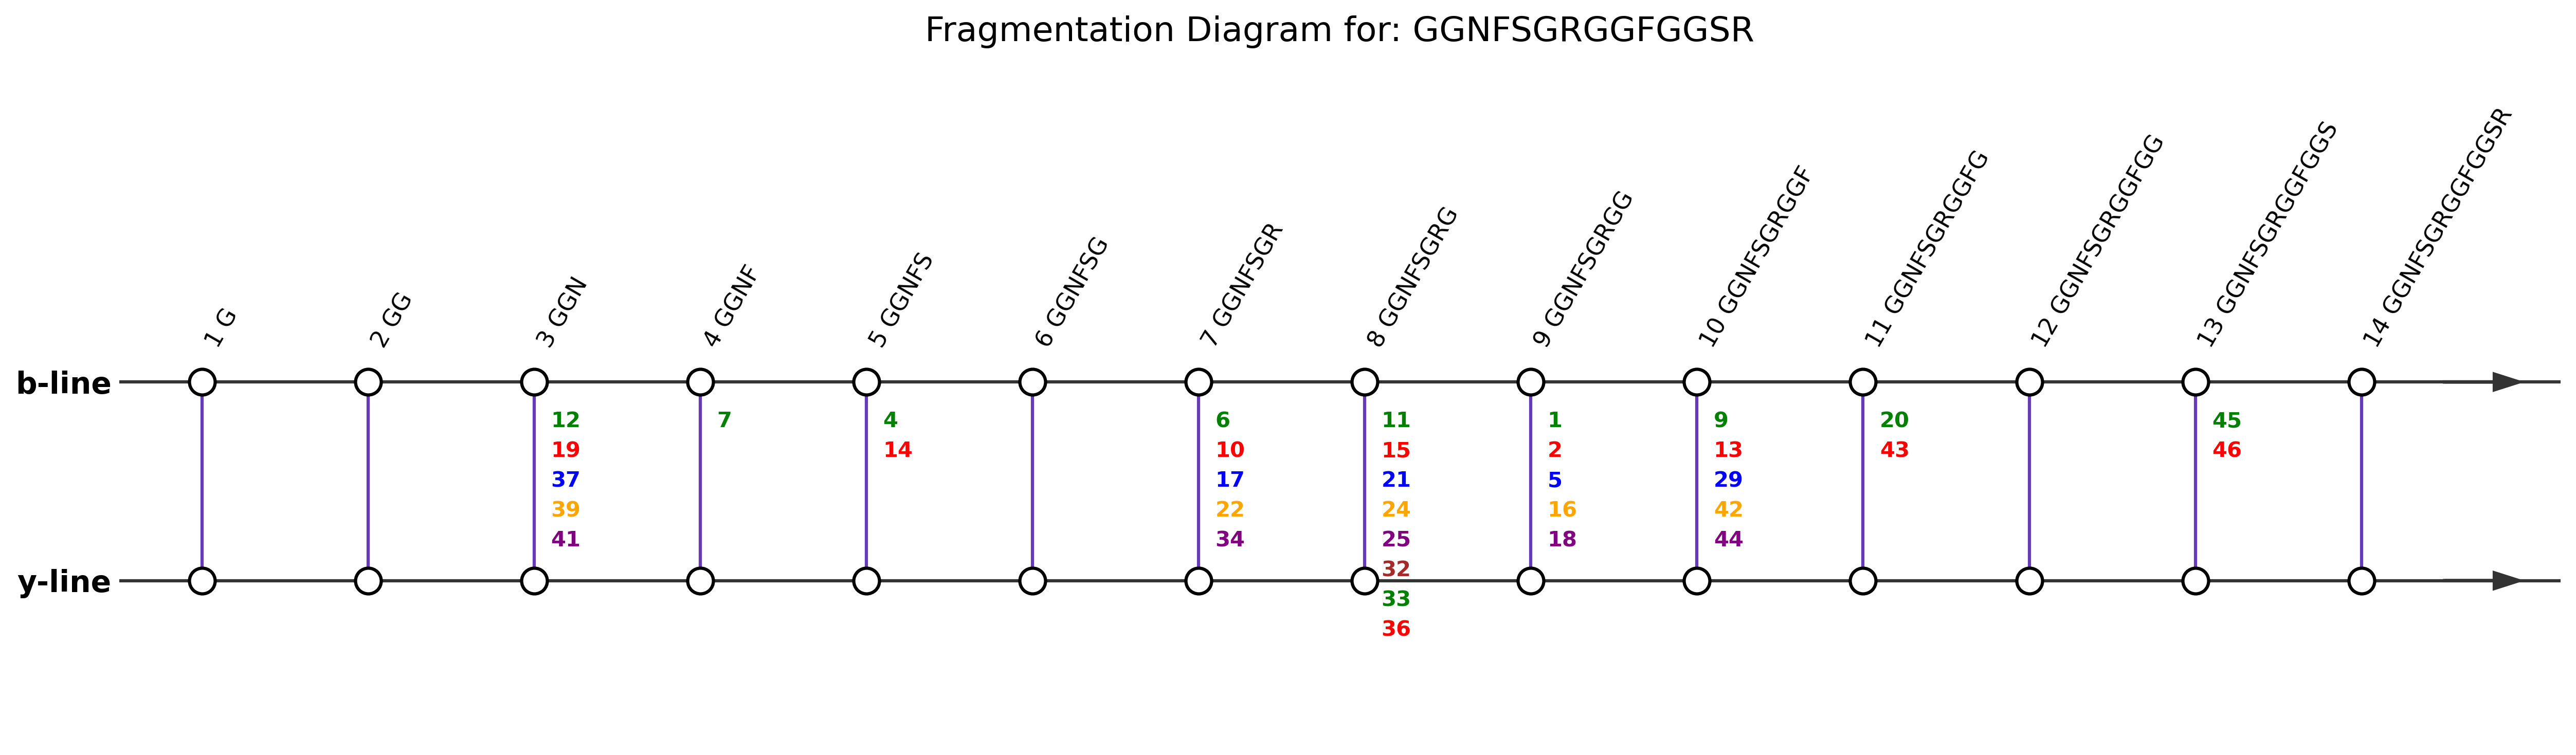 Fragmentation Diagram for: GGNFSGRGGFGGSR
1 G
2 GG
3 GGN
4 GGNF
5 GGNFS
6 GGNFSG
7 GGNFSGR
8 GGNFSGRG
9 GGNFSGRGG
10 GGNFSGRGGF
11 GGNFSGRGGFG
12 GGNFSGRGGFGG
13 GGNFSGRGGFGGS
14 GGNFSGRGGFGGSR
b-line
12
19
37
39
41
7
4
14
6
10
17
22
34
11
15
21
24
25
32
33
36
1
2
5
16
18
9
13
29
42
44
20
43
45
46
y-line